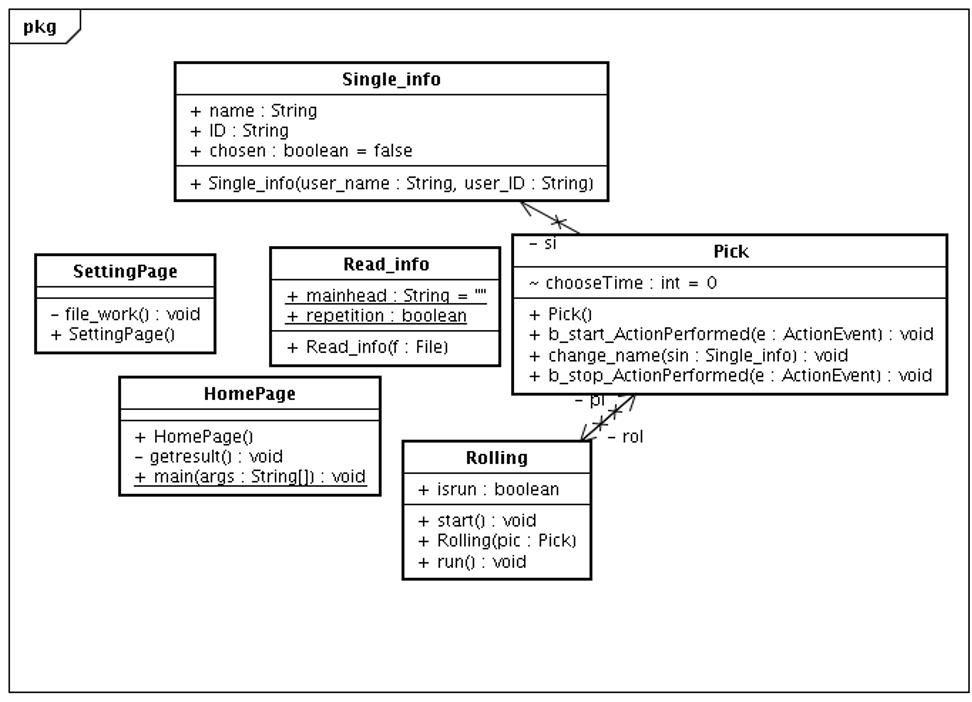 pkg
Single_info
+ name : String
+ ID : String
+ chosen : boolean = false
+ Single_info(user_name : String, user_ID : String)
- si
SettingPage
- file_work() : void
+ SettingPage()
Read_info
+ mainhead : String = ""
+ repetition : boolean
+ Read_info(f : File)
Pick
~ chooseTime : int = 0
+ Pick()
+ b_start_ActionPerformed(e : ActionEvent) : void
+ change_name(sin : Single_info) : void
+ b_stop_ActionPerformed(e : ActionEvent) : void
HomePage
+ HomePage()
- getresult() : void
+ main(args : String[]) : void
- pi
- rol
Rolling
+ isrun : boolean
+ start() : void
+ Rolling(pic : Pick)
+ run() : void